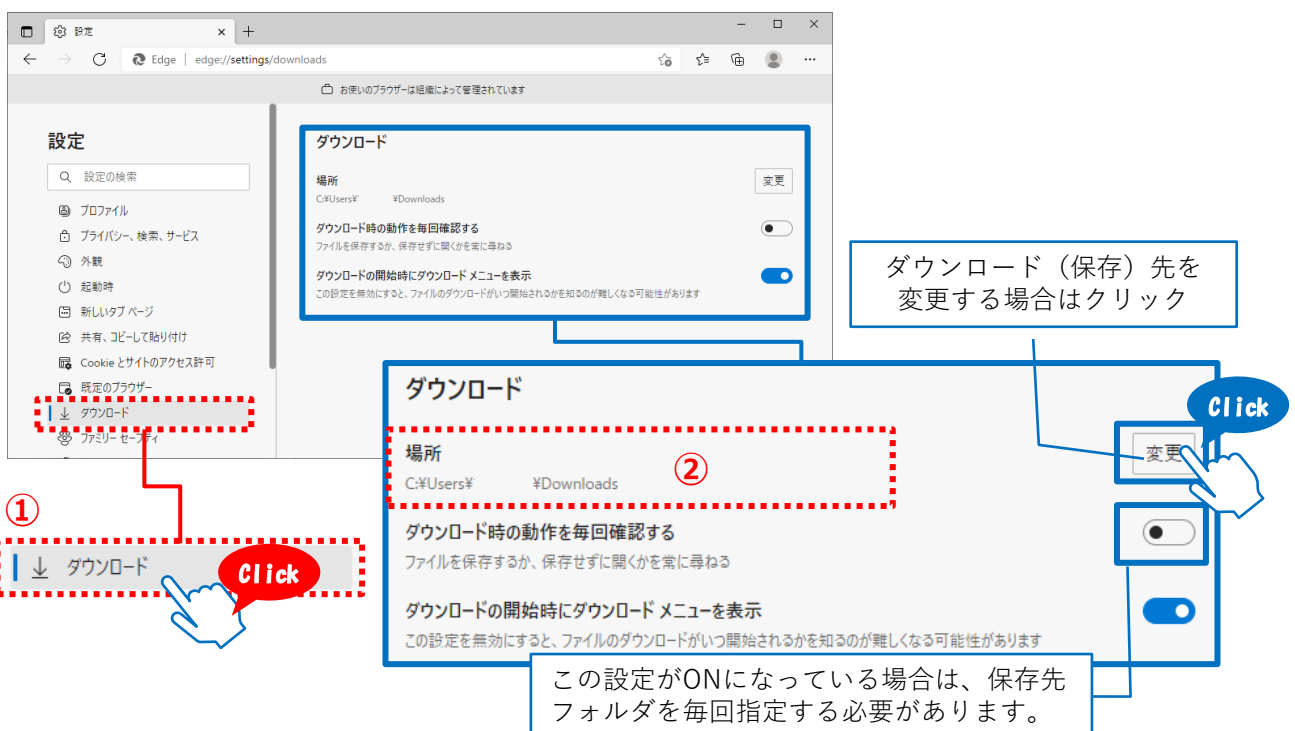 設定
Edge | edge://settings/downloads
お使いのブラウザーは組織によって管理されています
設定
設定の検索
プロファイル
プライバシー、検索、サービス
外観
起動時
新しいタブ ページ
共有、コピーして貼り付け
Cookie とサイトのアクセス許可
既定のブラウザー
ダウンロード
ファミリー セーフティ
ダウンロード
場所
C:¥Users¥ ¥Downloads
変更
ダウンロード時の動作を毎回確認する
ファイルを保存するか、保存せずに開くかを常に尋ねる
ダウンロードの開始時にダウンロード メニューを表示
この設定を無効にすると、ファイルのダウンロードがいつ開始されるかを知るのが難しくなる可能性があります
ダウンロード（保存）先を
変更する場合はクリック
①
ダウンロード
Click
ダウンロード
場所
C:¥Users¥ ¥Downloads
②
変更
Click
ダウンロード時の動作を毎回確認する
ファイルを保存するか、保存せずに開くかを常に尋ねる
ダウンロードの開始時にダウンロード メニューを表示
この設定を無効にすると、ファイルのダウンロードがいつ開始されるかを知るのが難しくなる可能性があります
この設定がONになっている場合は、保存先
フォルダを毎回指定する必要があります。